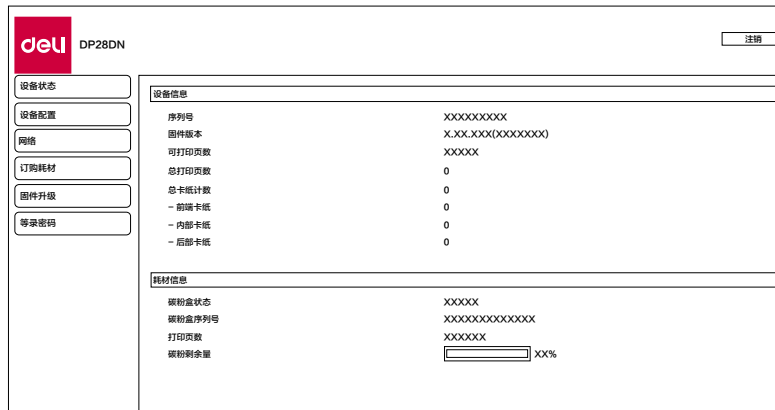 deli DP28DN
注销
设备状态
设备配置
网络
订购耗材
固件升级
等录密码
设备信息
序列号 XXXXXXXXX
固件版本 X.XX.XXX(XXXXXXX)
可打印页数 XXXXX
总打印页数 0
总卡纸计数 0
- 前端卡纸 0
- 内部卡纸 0
- 后部卡纸 0
耗材信息
碳粉盒状态 XXXXX
碳粉盒序列号 XXXXXXXXXXXXX
打印页数 XXXXXX
碳粉剩余量 XX%